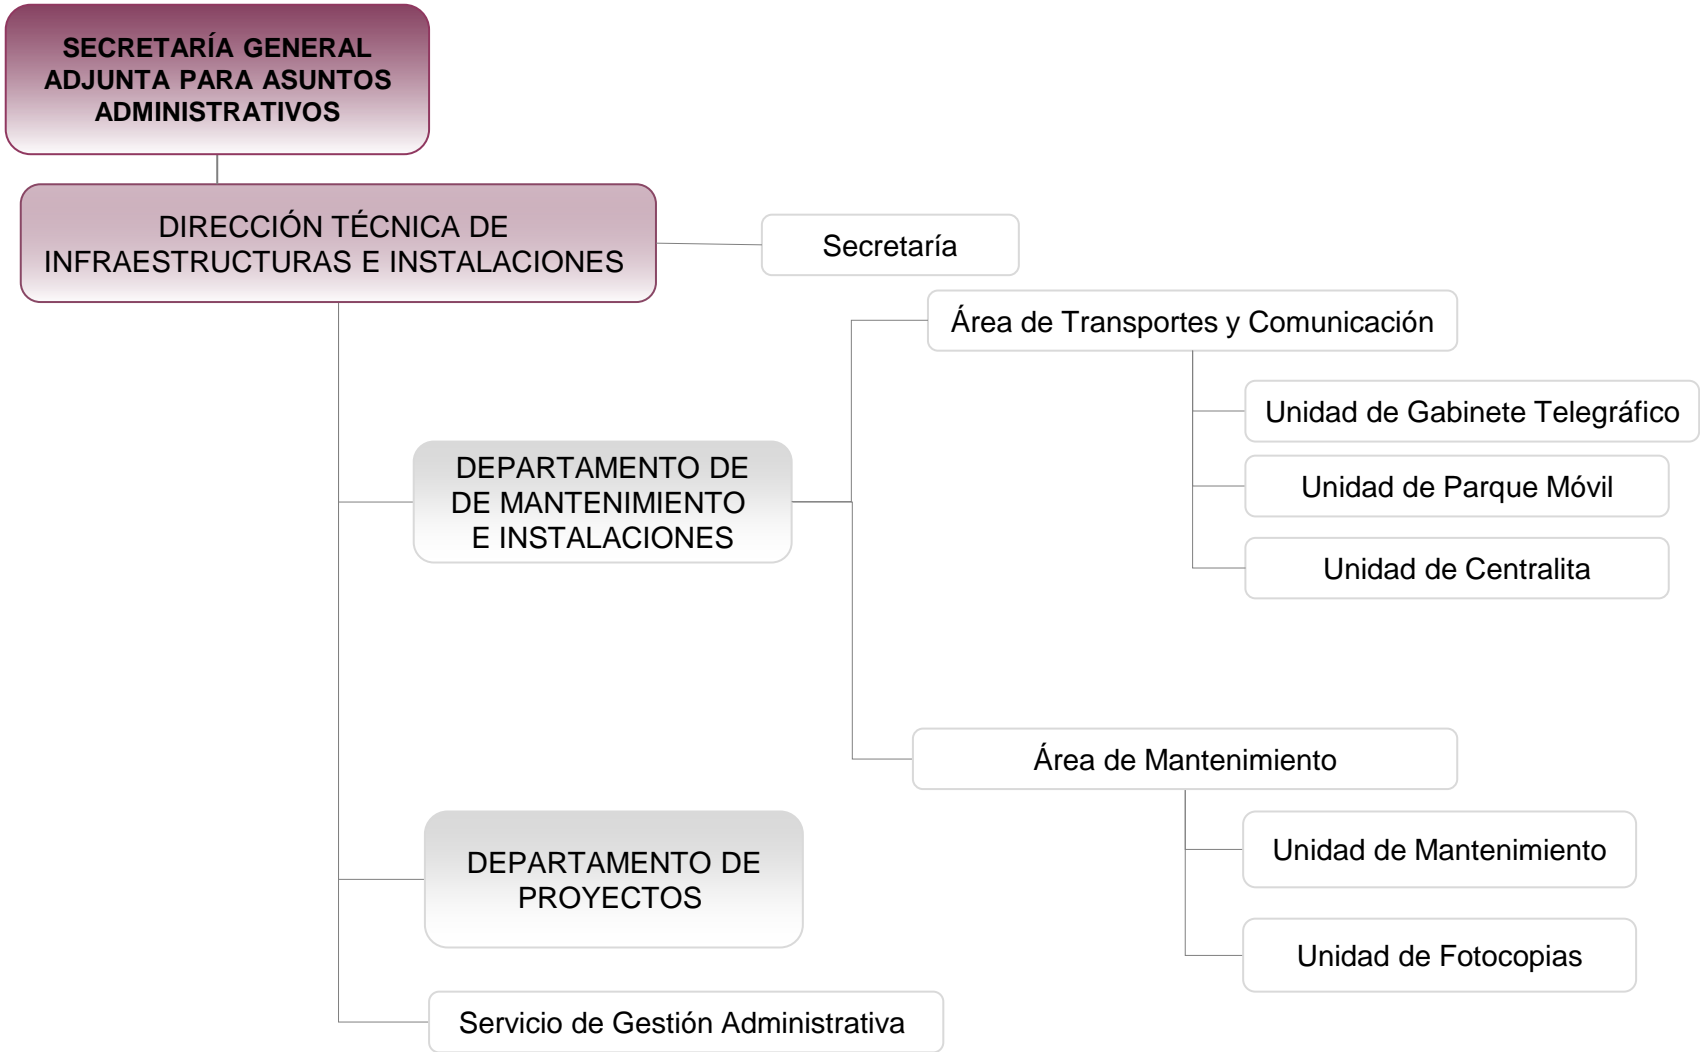 SECRETARÍA GENERAL
ADJUNTA PARA ASUNTOS
ADMINISTRATIVOS
DIRECCIÓN TÉCNICA DE
INFRAESTRUCTURAS E INSTALACIONES
Secretaría
Área de Transportes y Comunicación
Unidad de Gabinete Telegráfico
Unidad de Parque Móvil
Unidad de Centralita
DEPARTAMENTO DE
DE MANTENIMIENTO
E INSTALACIONES
Área de Mantenimiento
Unidad de Mantenimiento
Unidad de Fotocopias
DEPARTAMENTO DE
PROYECTOS
Servicio de Gestión Administrativa